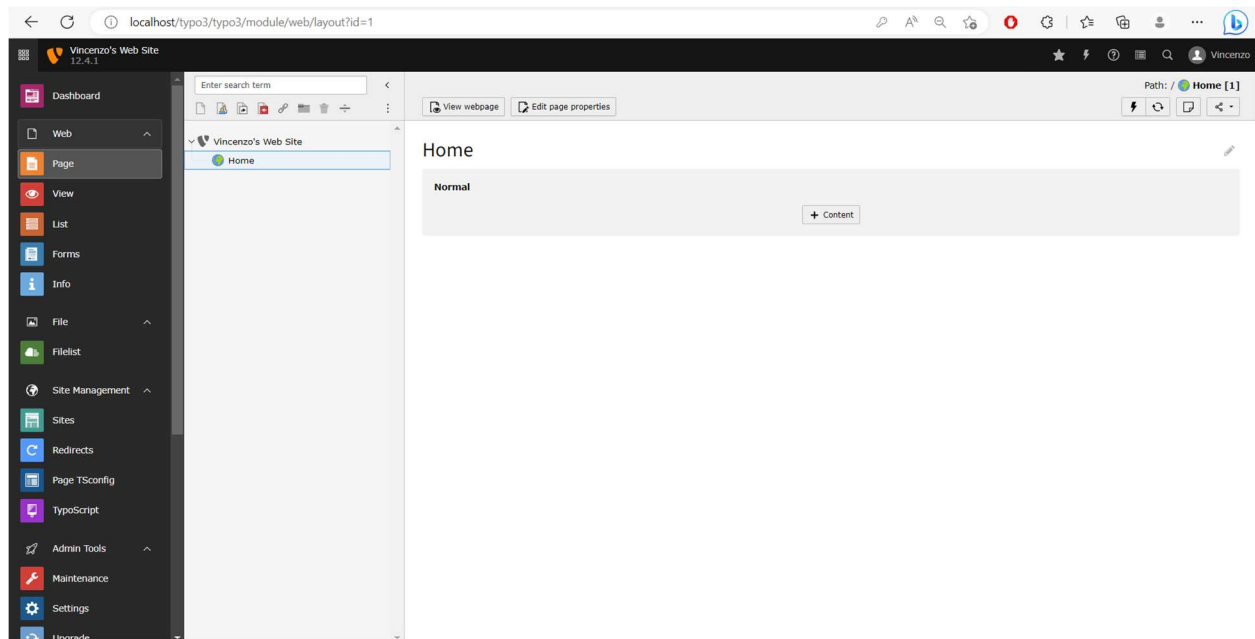 localhost/typo3/typo3/module/web/layout?id=1
Vincenzo's Web Site
12.4.1
Vincenzo
Dashboard
Web
Page
View
List
Forms
Info
File
Filelist
Site Management
Sites
Redirects
Page TSconfig
TypoScript
Admin Tools
Maintenance
Settings
Upgrade
Enter search term
Vincenzo's Web Site
Home
Path: / Home [1]
View webpage
Edit page properties
Home
Normal
+ Content